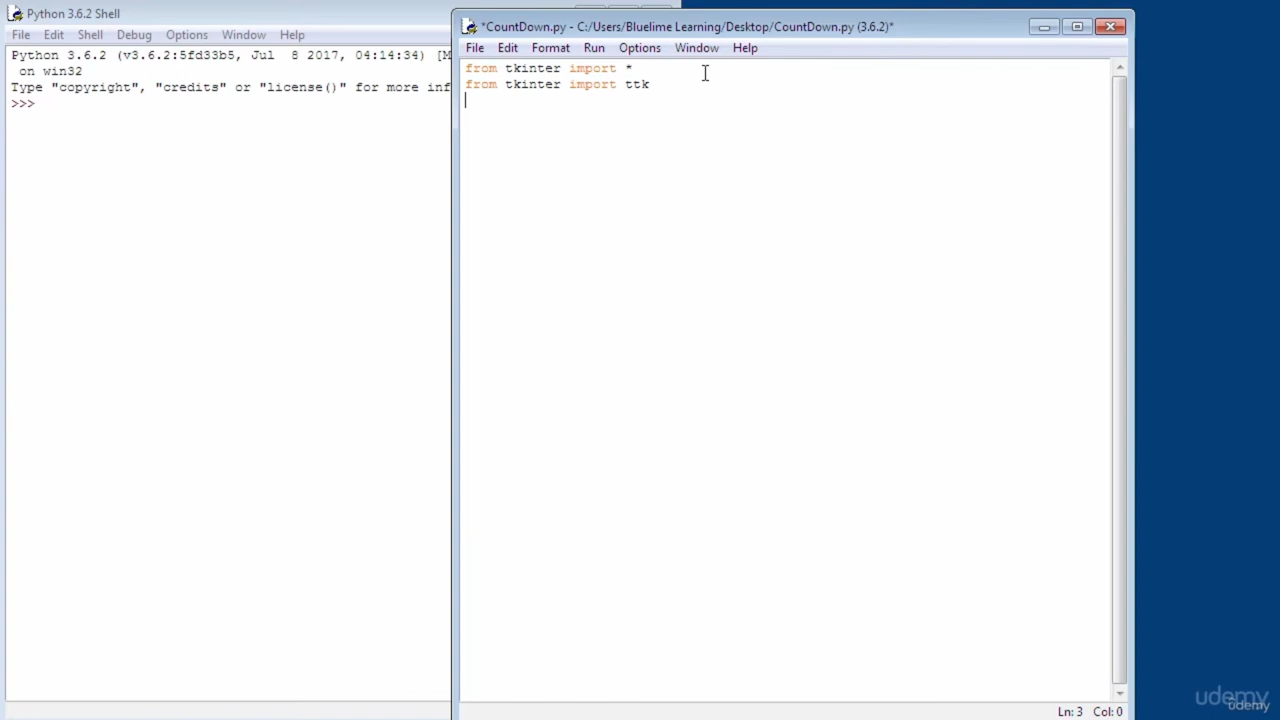 Python 3.6.2 Shell
File Edit Shell Debug Options Window Help
Python 3.6.2 (v3.6.2:5fd33b5, Jul  8 2017, 04:14:34) [M
on win32
Type "copyright", "credits" or "license()" for more inf
>>>
*CountDown.py - C:/Users/Bluelime Learning/Desktop/CountDown.py (3.6.2)*
File Edit Format Run Options Window Help
from tkinter import *
from tkinter import ttk
Ln: 3 Col: 0
udemy
udemy